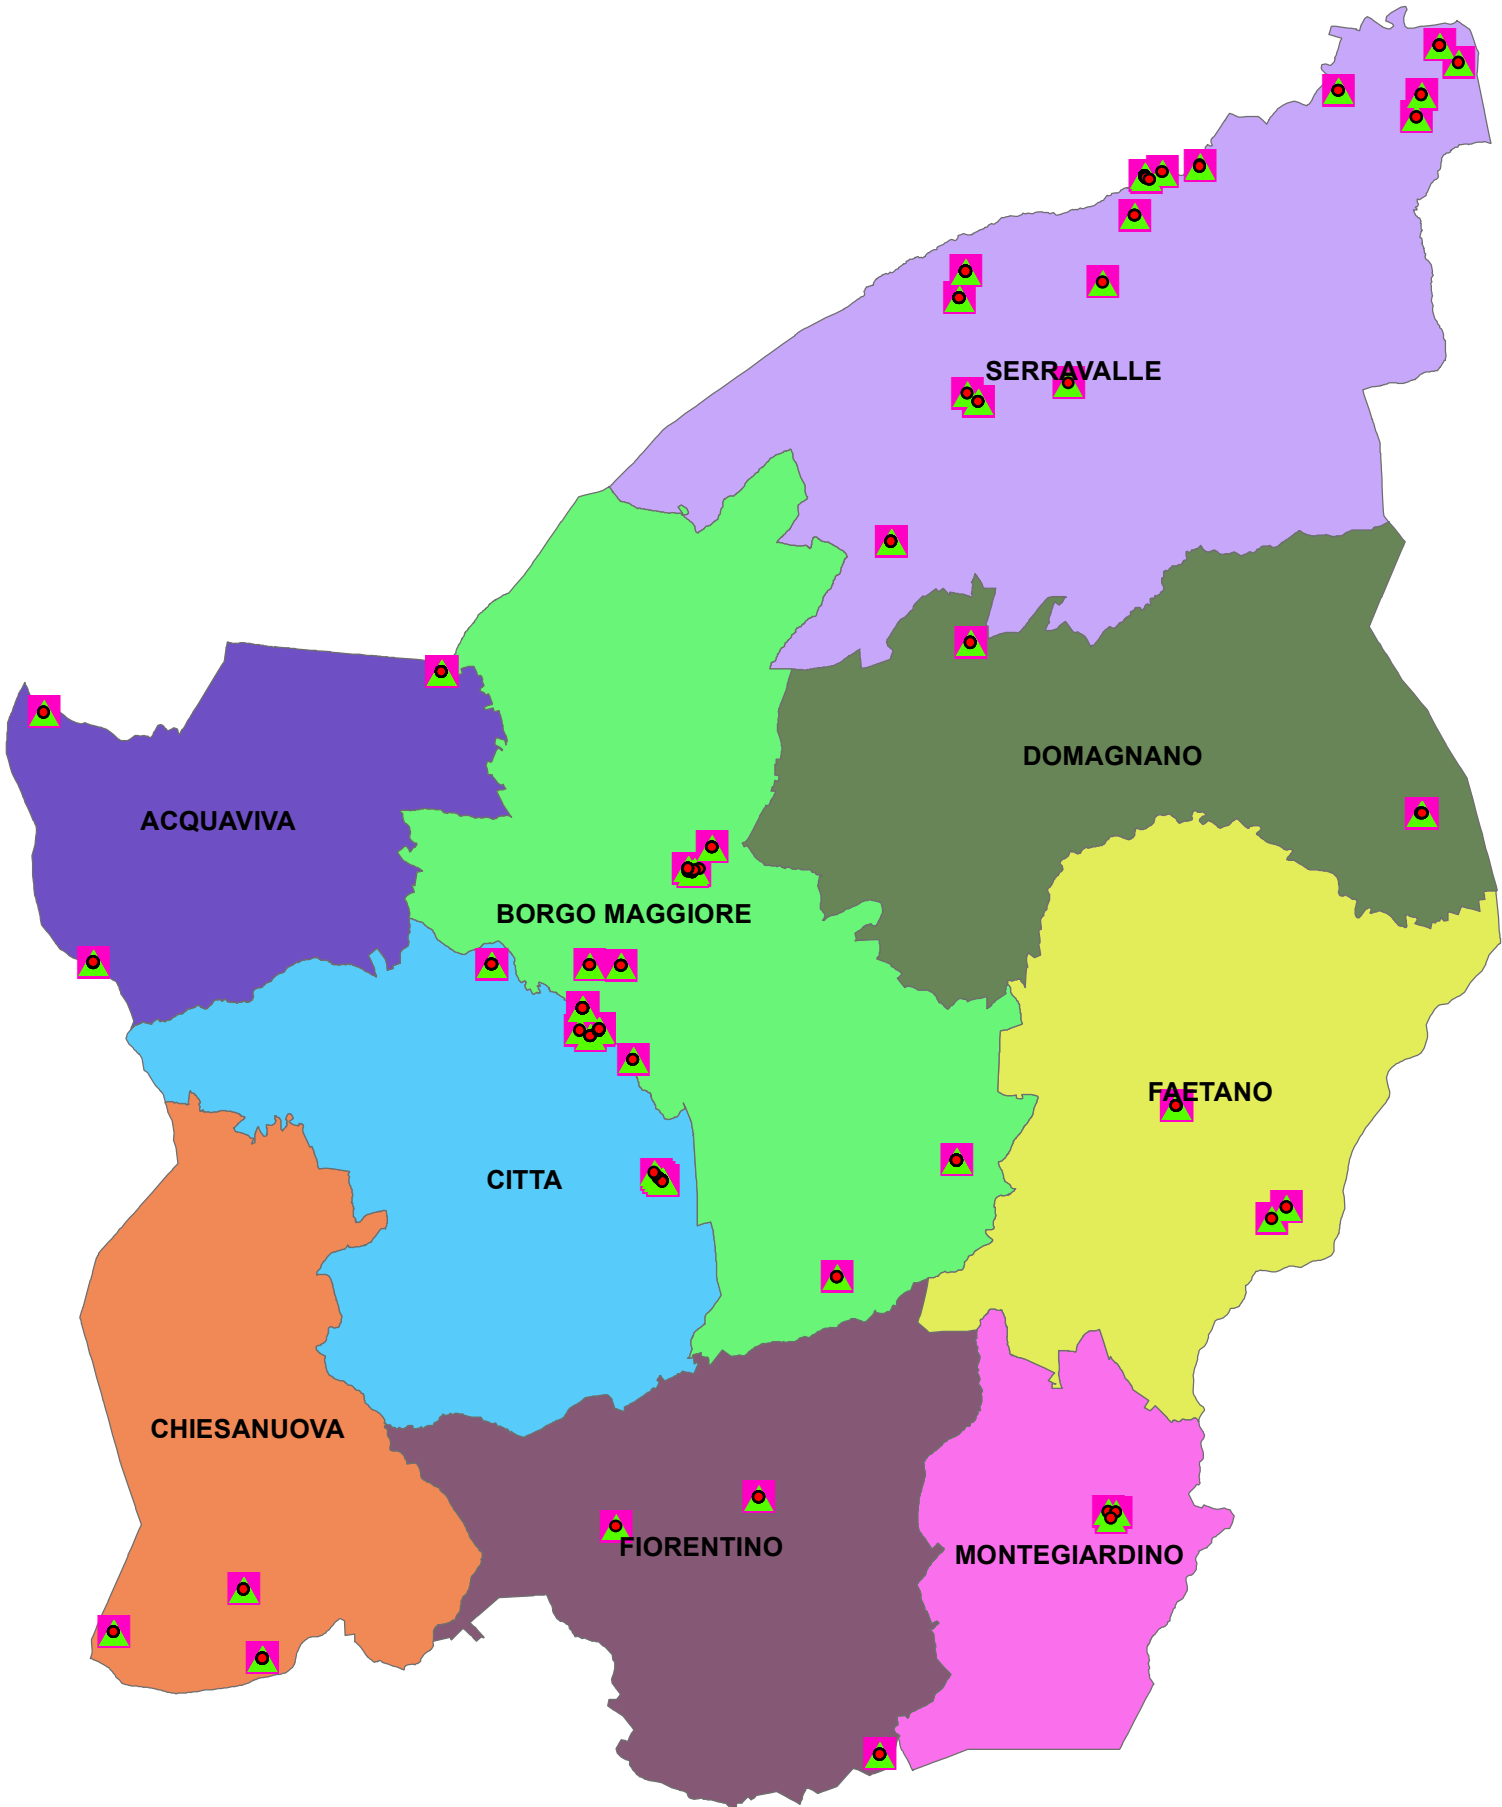 SERRAVALLE
DOMAGNANO
ACQUAVIVA
BORGO MAGGIORE
FAETANO
CITTA
CHIESANUOVA
FIORENTINO
MONTEGIARDINO